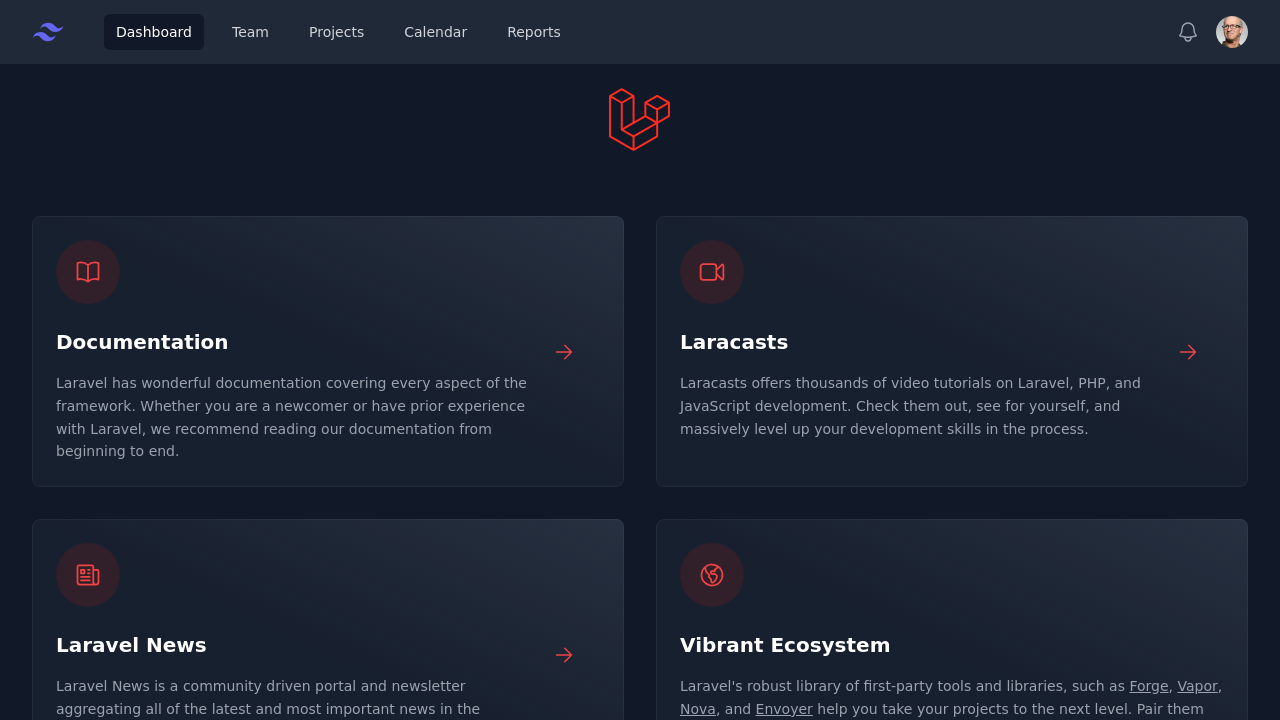 Dashboard
Team
Projects
Calendar
Reports
Documentation
Laravel has wonderful documentation covering every aspect of the
framework. Whether you are a newcomer or have prior experience
with Laravel, we recommend reading our documentation from
beginning to end.
Laracasts
Laracasts offers thousands of video tutorials on Laravel, PHP, and
JavaScript development. Check them out, see for yourself, and
massively level up your development skills in the process.
Laravel News
Laravel News is a community driven portal and newsletter
aggregating all of the latest and most important news in the
Vibrant Ecosystem
Laravel's robust library of first-party tools and libraries, such as Forge, Vapor,
Nova, and Envoyer help you take your projects to the next level. Pair them